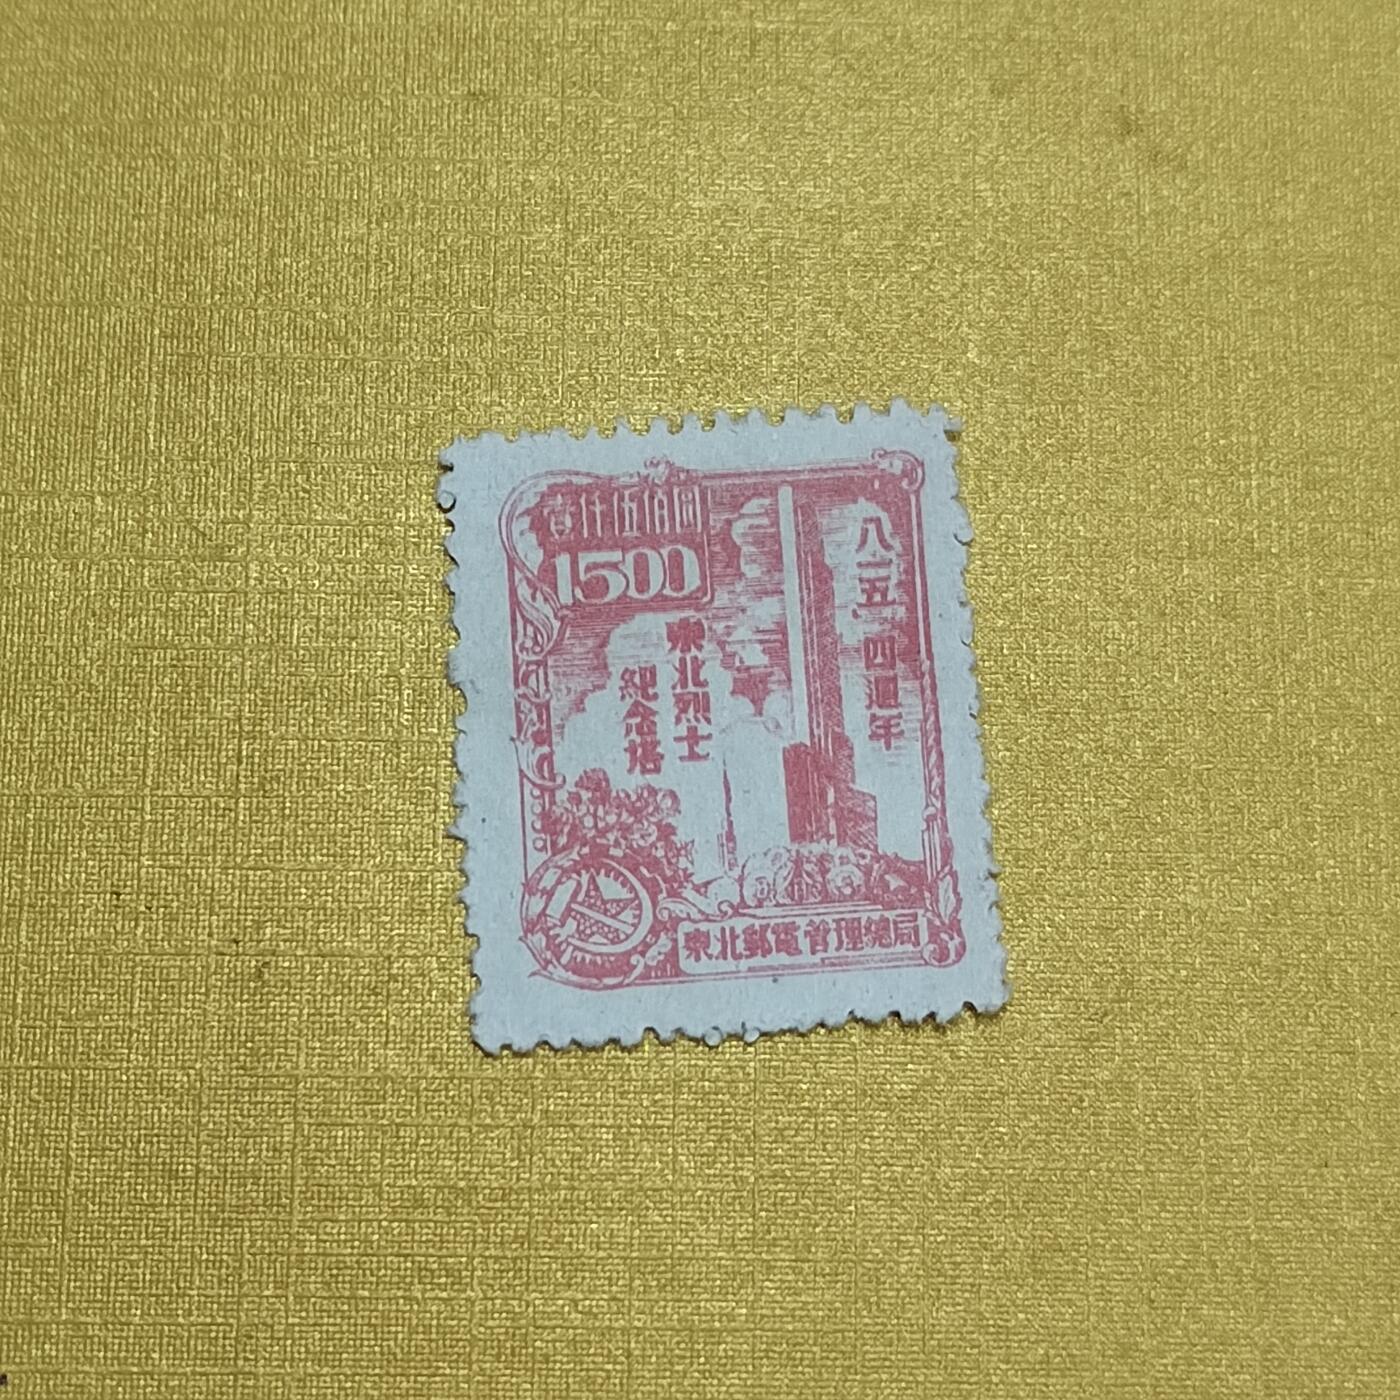 壹仟伍佰圓
1500
八一五四週年
東北烈士
紀念塔
東北郵電管理總局